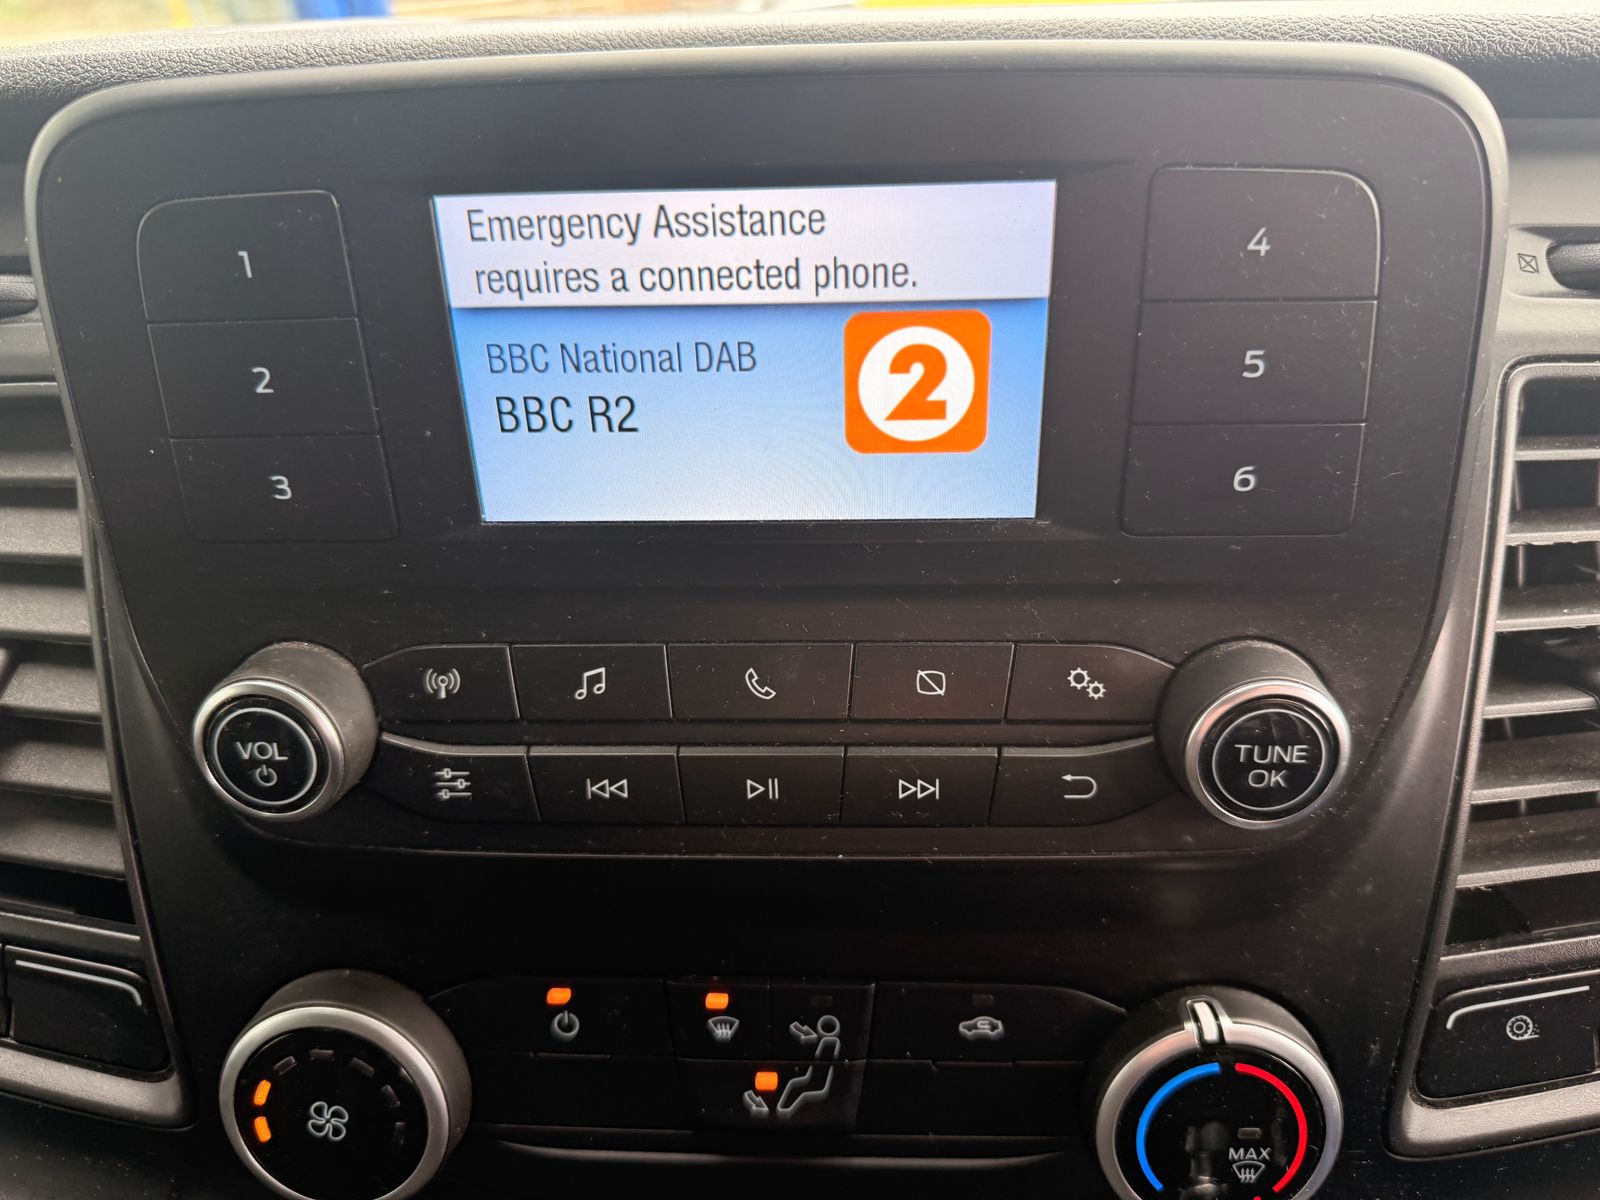 Emergency Assistance
requires a connected phone.
BBC National DAB
BBC R2
2
1
2
3
4
5
6
VOL
TUNE
OK
MAX